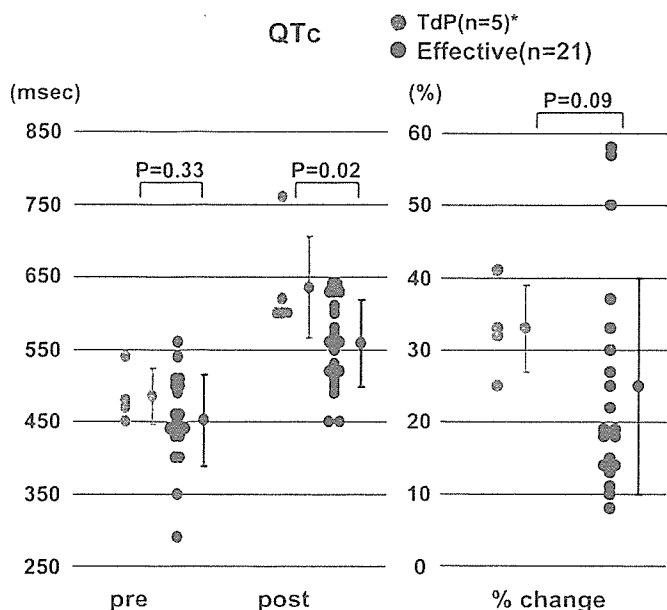 QTc
TdP(n=5)*
Effective(n=21)
(msec)
850
750
650
550
450
350
250
P=0.33
P=0.02
pre
post
(%)
60
50
40
30
20
10
0
P=0.09
% change